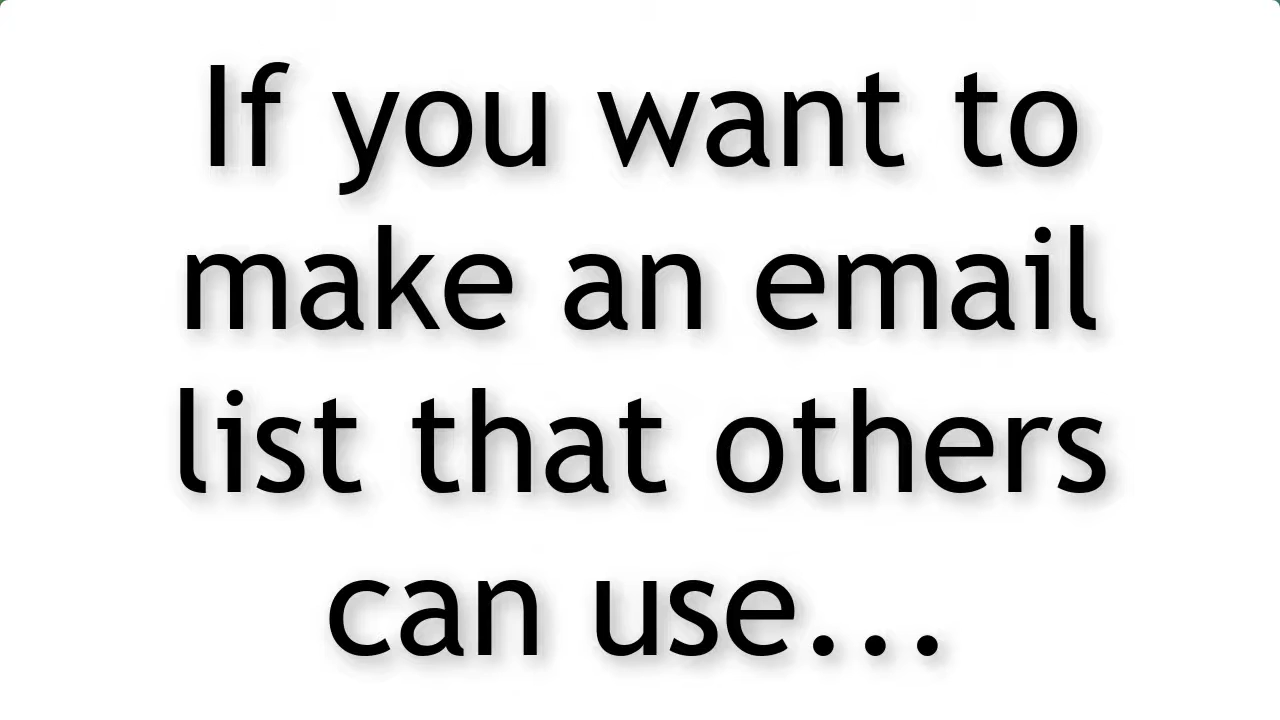 If you want to
make an email
list that others
can use...